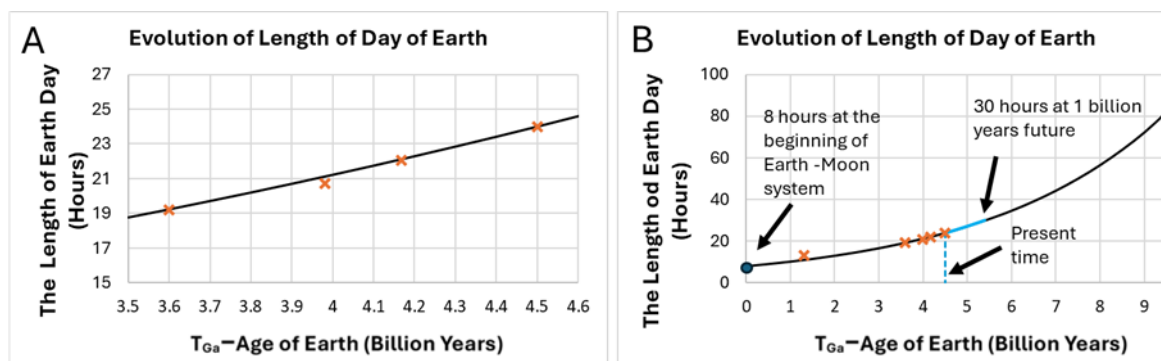 A
Evolution of Length of Day of Earth
The Length of Earth Day
(Hours)
27
25
23
21
19
17
15
3.5 3.6 3.7 3.8 3.9 4 4.1 4.2 4.3 4.4 4.5 4.6
TGa−Age of Earth (Billion Years)
B
Evolution of Length of Day of Earth
The Length od Earth Day
(Hours)
100
80
60
40
20
0
8 hours at the
beginning of
Earth -Moon
system
30 hours at 1 billion
years future
Present
time
0 1 2 3 4 5 6 7 8 9
TGa−Age of Earth (Billion Years)